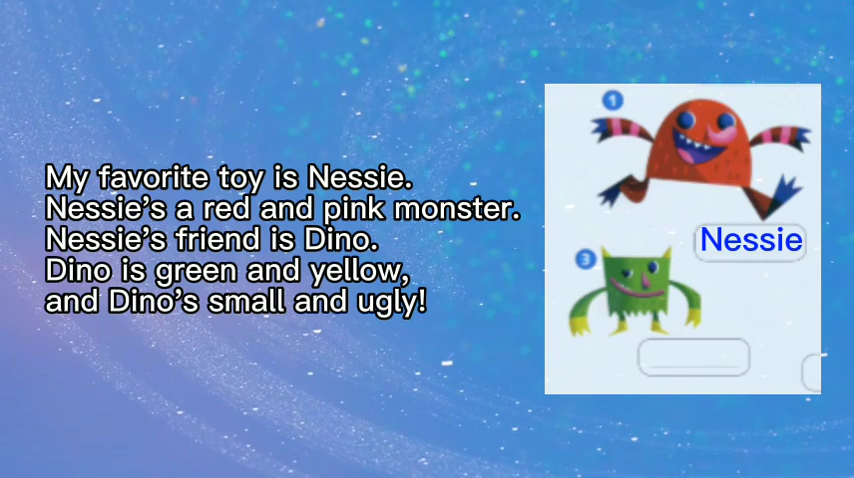 My favorite toy is Nessie.
Nessie's a red and pink monster.
Nessie's friend is Dino.
Dino is green and yellow,
and Dino's small and ugly!
1
Nessie
3